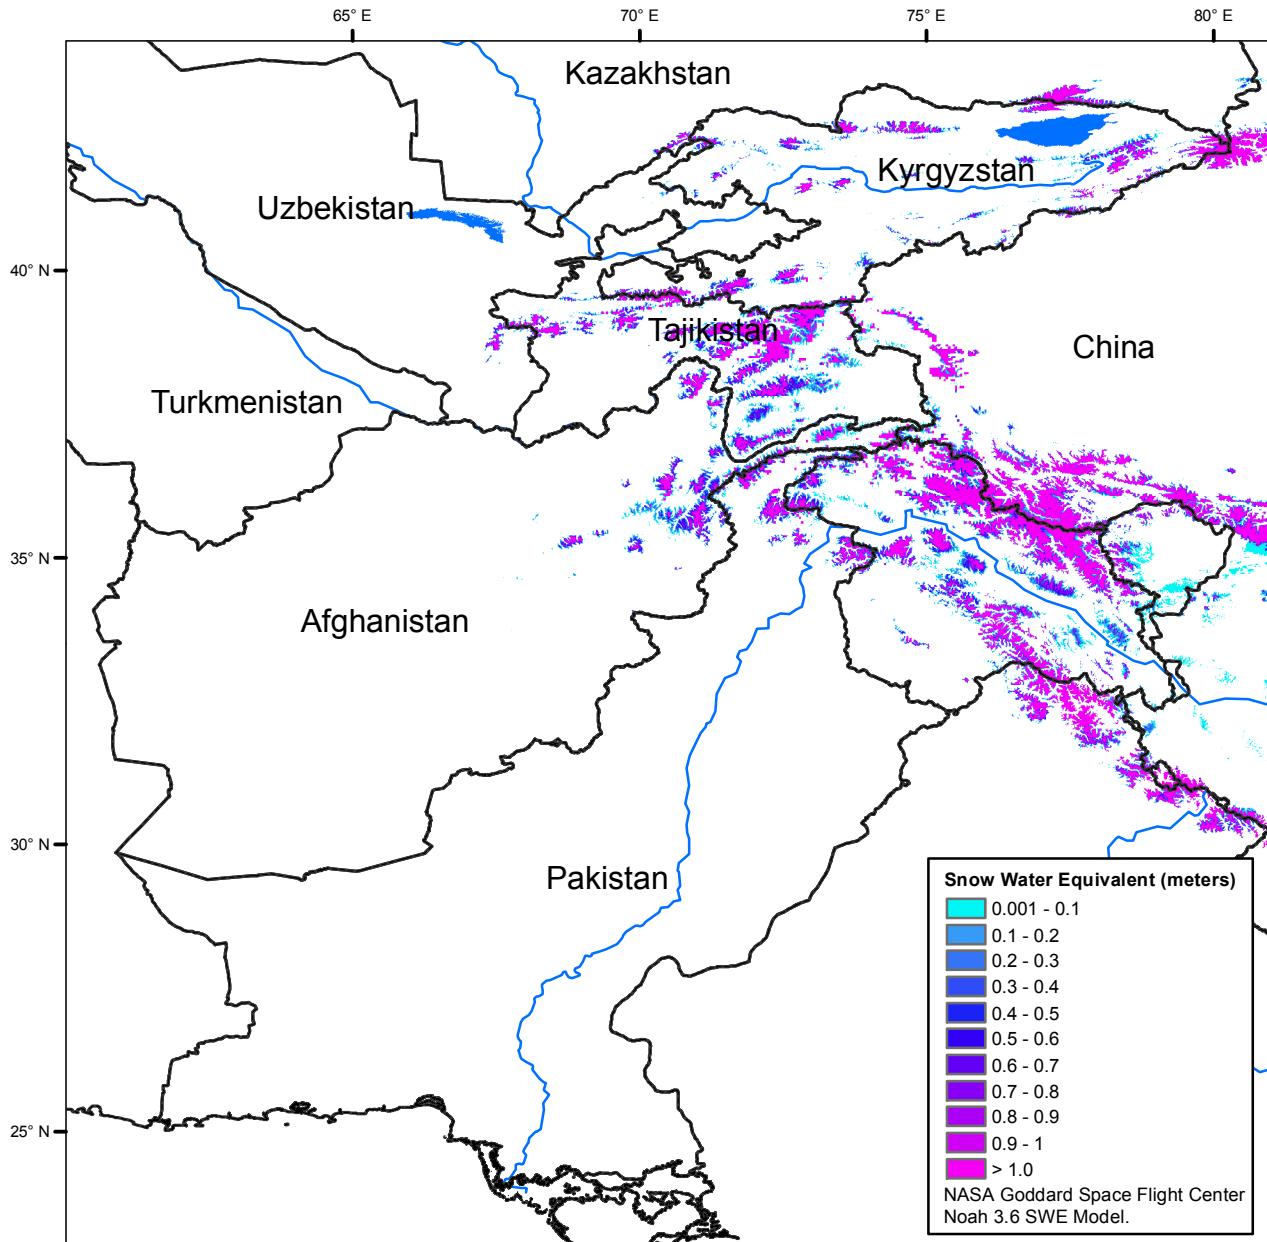 65° E
70° E
75° E
80° E
Kazakhstan
Kyrgyzstan
Uzbekistan
40° N
Tajikistan
China
Turkmenistan
35° N
Afghanistan
30° N
Pakistan
25° N
Snow Water Equivalent (meters)
0.001 - 0.1
0.1 - 0.2
0.2 - 0.3
0.3 - 0.4
0.4 - 0.5
0.5 - 0.6
0.6 - 0.7
0.7 - 0.8
0.8 - 0.9
0.9 - 1
> 1.0
NASA Goddard Space Flight Center
Noah 3.6 SWE Model.